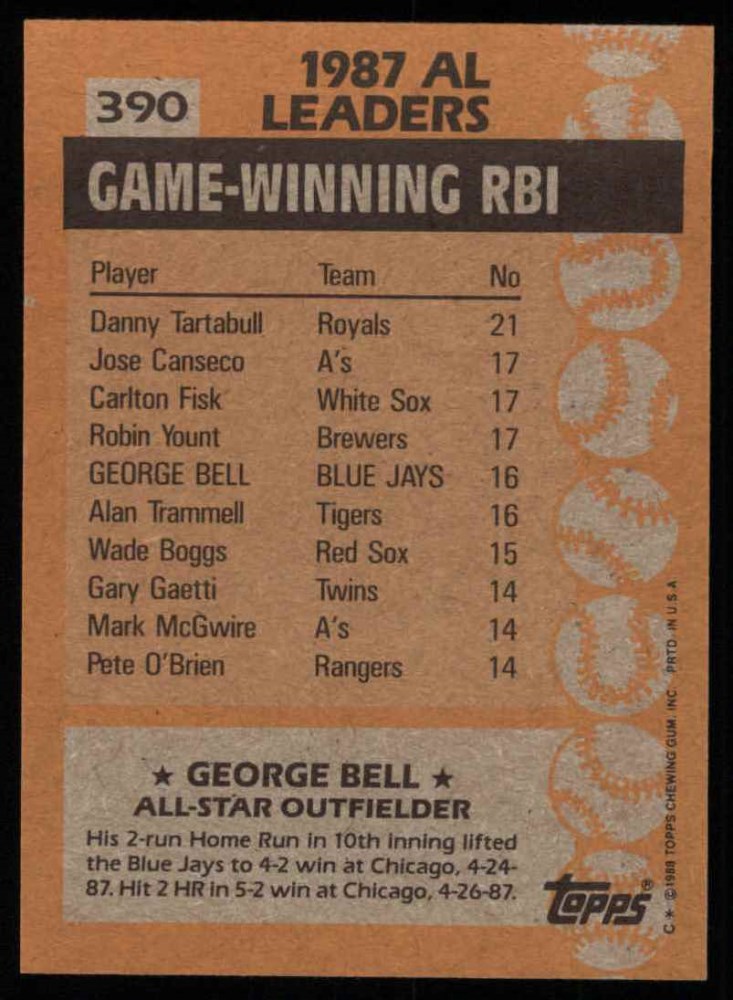 390
1987 AL
LEADERS
GAME-WINNING RBI
Player Team No
Danny Tartabull Royals 21
Jose Canseco A's 17
Carlton Fisk White Sox 17
Robin Yount Brewers 17
GEORGE BELL BLUE JAYS 16
Alan Trammell Tigers 16
Wade Boggs Red Sox 15
Gary Gaetti Twins 14
Mark McGwire A's 14
Pete O'Brien Rangers 14
★ GEORGE BELL ★
ALL-STAR OUTFIELDER
His 2-run Home Run in 10th inning lifted
the Blue Jays to 4-2 win at Chicago, 4-24-
87. Hit 2 HR in 5-2 win at Chicago, 4-26-87.
topps®
C* ©1988 TOPPS CHEWING GUM, INC. PRTD. IN U.S.A.